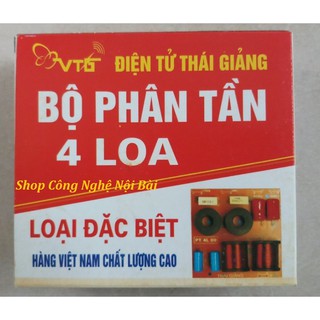 VTG ĐIỆN TỬ THÁI GIẢNG
BỘ PHÂN TẦN
4 LOA
Shop Công Nghệ Nội Bài
LOẠI ĐẶC BIỆT
HÀNG VIỆT NAM CHẤT LƯỢNG CAO